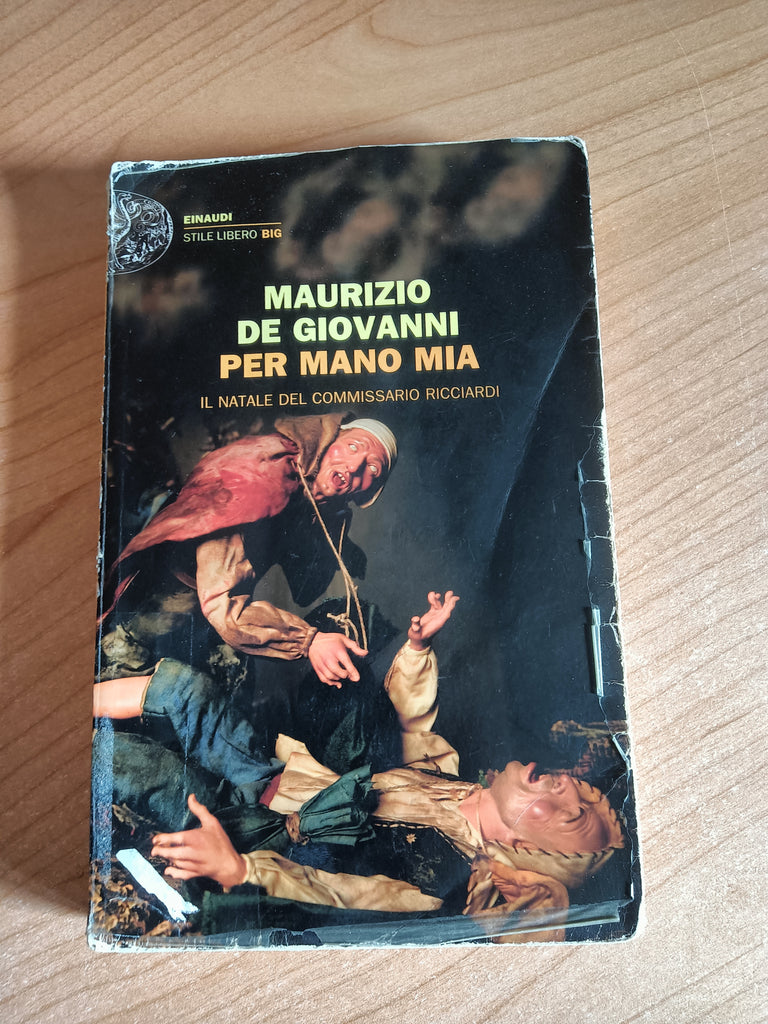 EINAUDI
STILE LIBERO BIG
MAURIZIO
DE GIOVANNI
PER MANO MIA
IL NATALE DEL COMMISSARIO RICCIARDI